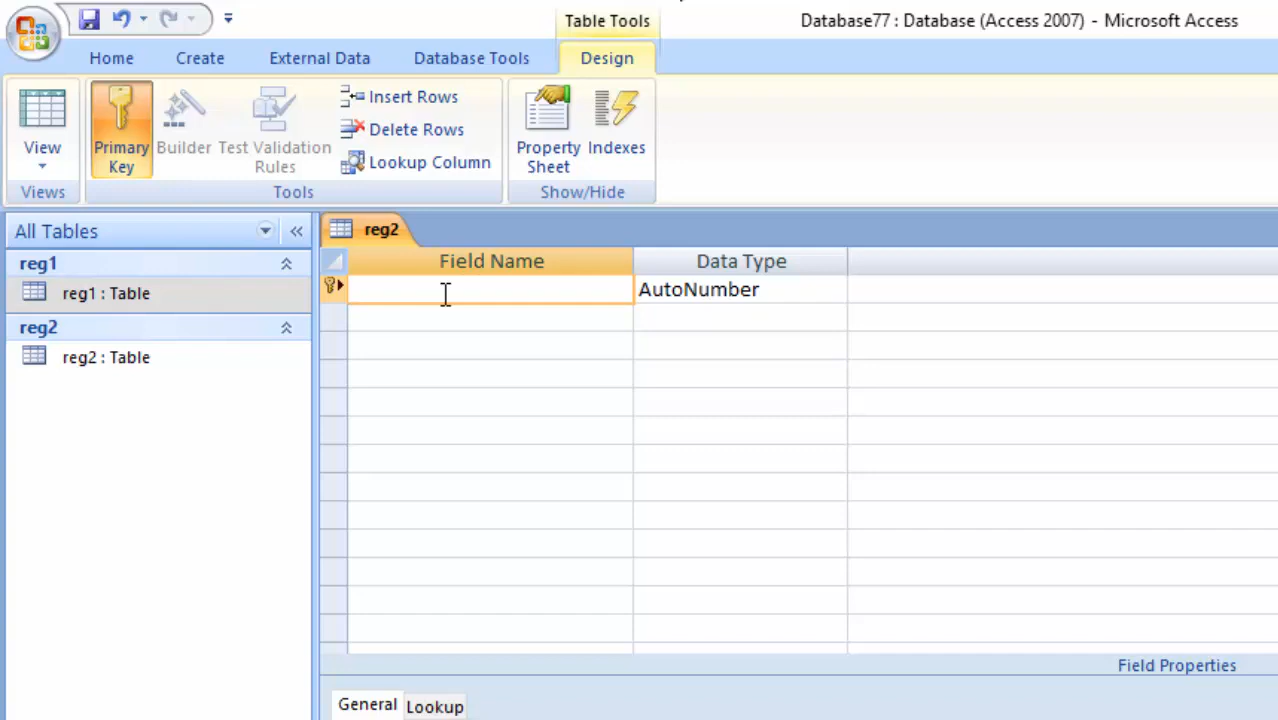 Table Tools
Database77 : Database (Access 2007) - Microsoft Access
Home
Create
External Data
Database Tools
Design
View
Primary
Key
Builder
Test Validation
Rules
Insert Rows
Delete Rows
Lookup Column
Property
Sheet
Indexes
Views
Tools
Show/Hide
All Tables
reg1
reg1 : Table
reg2
reg2 : Table
reg2
Field Name
Data Type
AutoNumber
Field Properties
General
Lookup